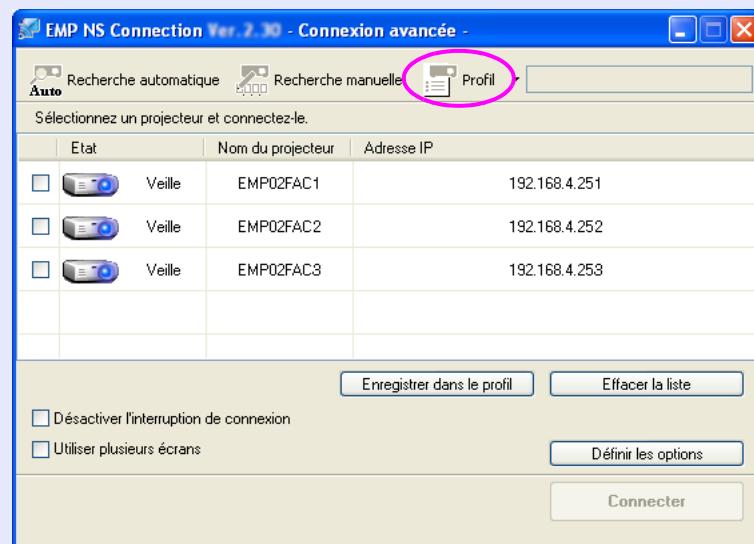 EMP NS Connection Ver.2.30 - Connexion avancée -
Auto Recherche automatique Recherche manuelle Profil
Sélectionnez un projecteur et connectez-le.
Etat Nom du projecteur Adresse IP
Veille EMP02FAC1 192.168.4.251
Veille EMP02FAC2 192.168.4.252
Veille EMP02FAC3 192.168.4.253
Enregistrer dans le profil Effacer la liste
Désactiver l'interruption de connexion
Utiliser plusieurs écrans
Définir les options
Connecter